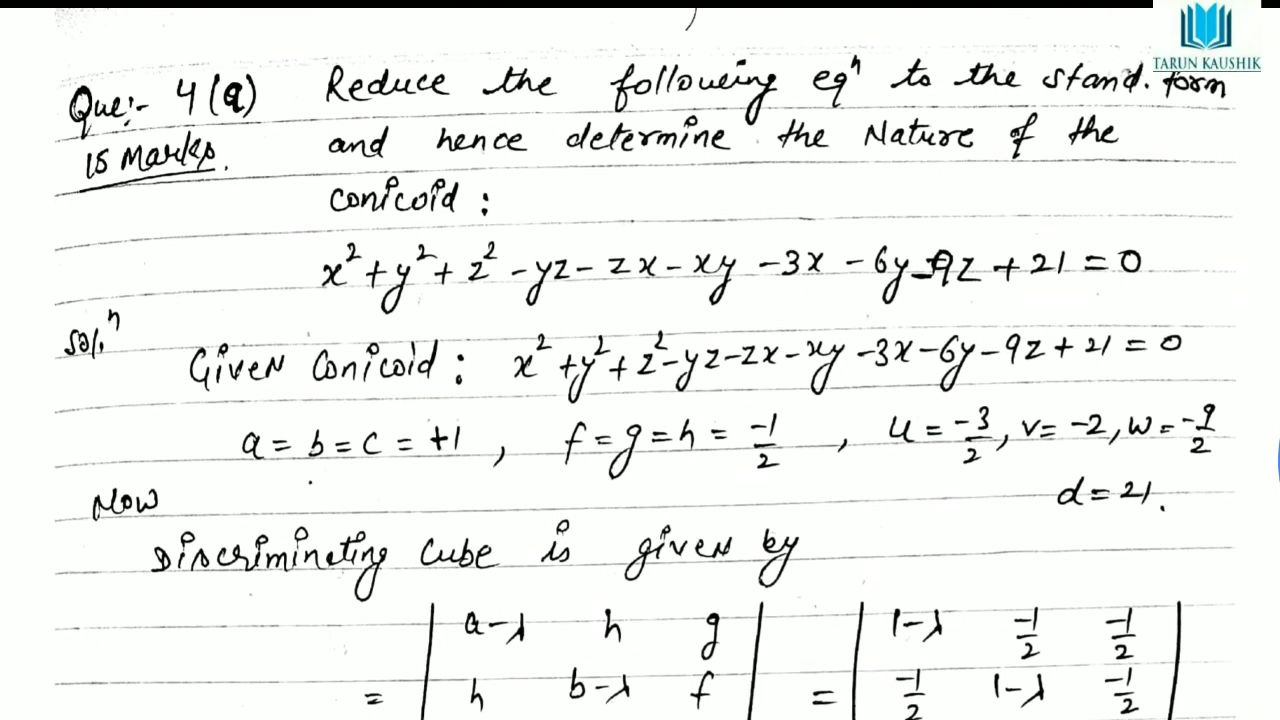 TARUN KAUSHIK
Que:- 4(a) Reduce the following eqⁿ to the stand. form
15 Marks. and hence determine the Nature of the
conicoid :
x² + y² + z² - yz - zx - xy - 3x - 6y - 9z + 21 = 0
Solⁿ
Given conicoid : x² + y² + z² - yz - zx - xy - 3x - 6y - 9z + 21 = 0
a = b = c = +1 , f = g = h = -1/2 , u = -3/2 , v = -2 , w = -9/2
Now d = 21.
Discriminating cube is given by
= | a-λ h g | = | 1-λ -1/2 -1/2 |
h b-λ f -1/2 1-λ -1/2